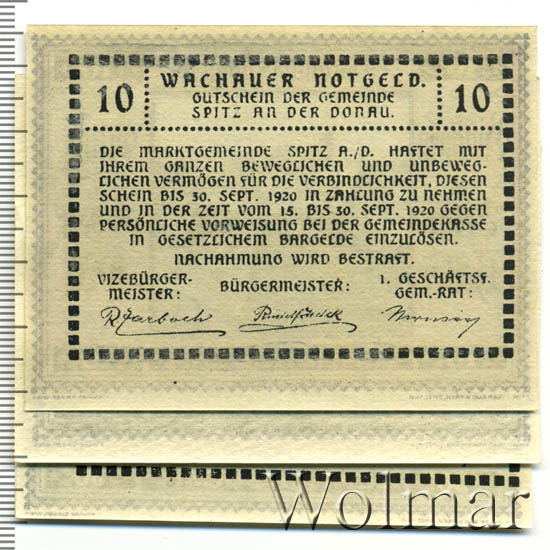 10 WACHAUER NOTGELD. 10
GUTSCHEIN DER GEMEINDE
SPITZ AN DER DONAU.
DIE MARKTGEMEINDE SPITZ A./D. HAFTET MIT
IHREM GANZEN BEWEGLICHEN UND UNBEWEG-
LICHEN VERMÖGEN FÜR DIE VERBINDLICHKEIT, DIESEN
SCHEIN BIS 30. SEPT. 1920 IN ZAHLUNG ZU NEHMEN
UND IN DER ZEIT VOM 15. BIS 30. SEPT. 1920 GEGEN
PERSÖNLICHE VORWEISUNG BEI DER GEMEINDEKASSE
IN GESETZLICHEM BARGELDE EINZULÖSEN.
NACHAHMUNG WIRD BESTRAFT.
VIZEBÜRGER-
MEISTER:
BÜRGERMEISTER:
1. GESCHÄFTSF.
GEM.-RAT:
Wolmar